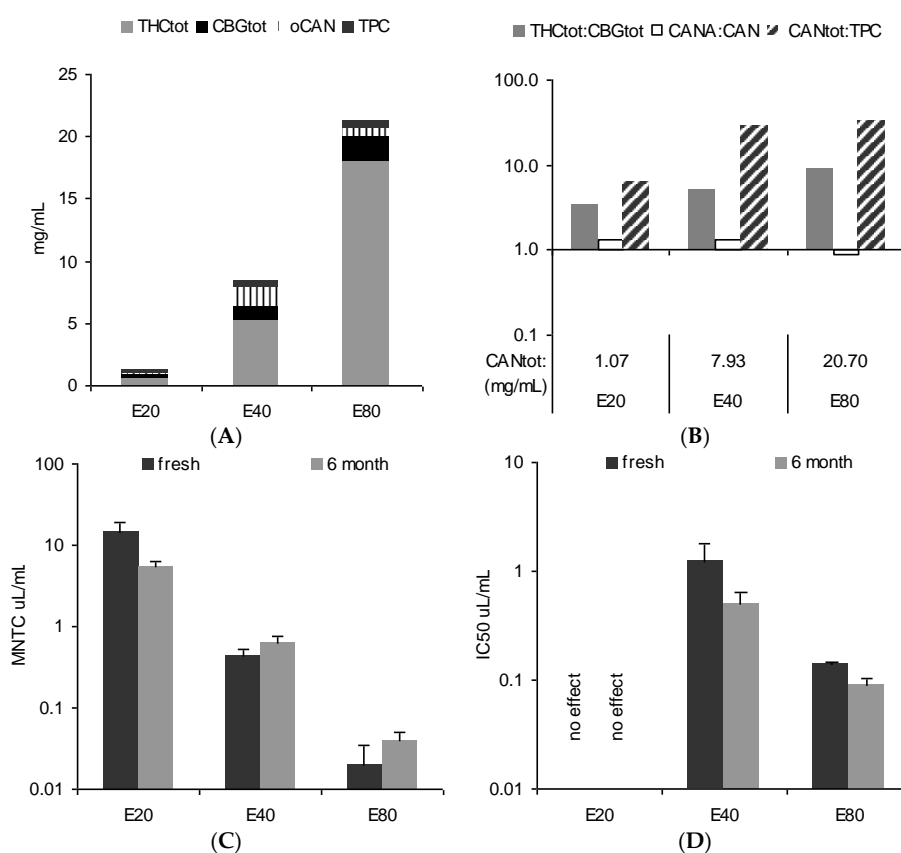 THCtot CBGtot oCAN TPC
25
20
15
10
5
0
mg/mL
E20 E40 E80
(A)
THCtot:CBGtot CANA:CAN CANtot:TPC
100.0
10.0
1.0
0.1
CANtot: 1.07 7.93 20.70
(mg/mL)
E20 E40 E80
(B)
fresh 6 month
100
10
1
0.1
0.01
MNTC uL/mL
E20 E40 E80
(C)
fresh 6 month
10
1
0.1
0.01
IC50 uL/mL
no effect
no effect
E20 E40 E80
(D)